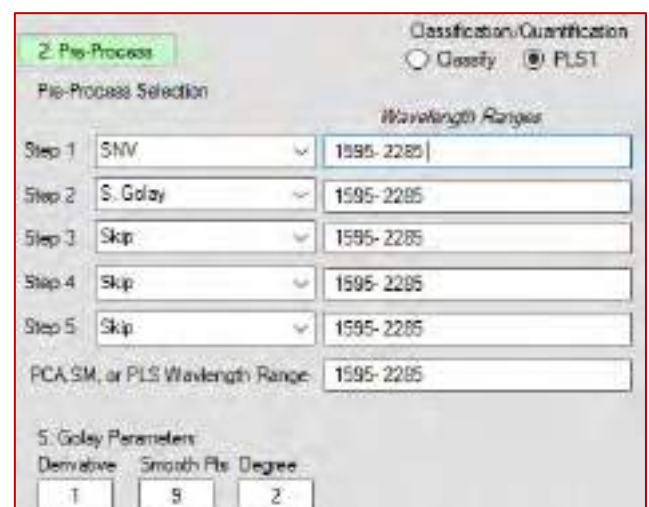 Classification/Quantification
2: Pre-Process
Classify PLS1
Pre-Process Selection
Wavelength Ranges
Step 1 SNV 1595-2285
Step 2 S. Golay 1595-2285
Step 3 Skip 1595-2285
Step 4 Skip 1595-2285
Step 5 Skip 1595-2285
PCA,SM, or PLS Wavlength Range 1595-2285
S. Golay Parameters
Derivative Smooth Pts Degree
1 9 2